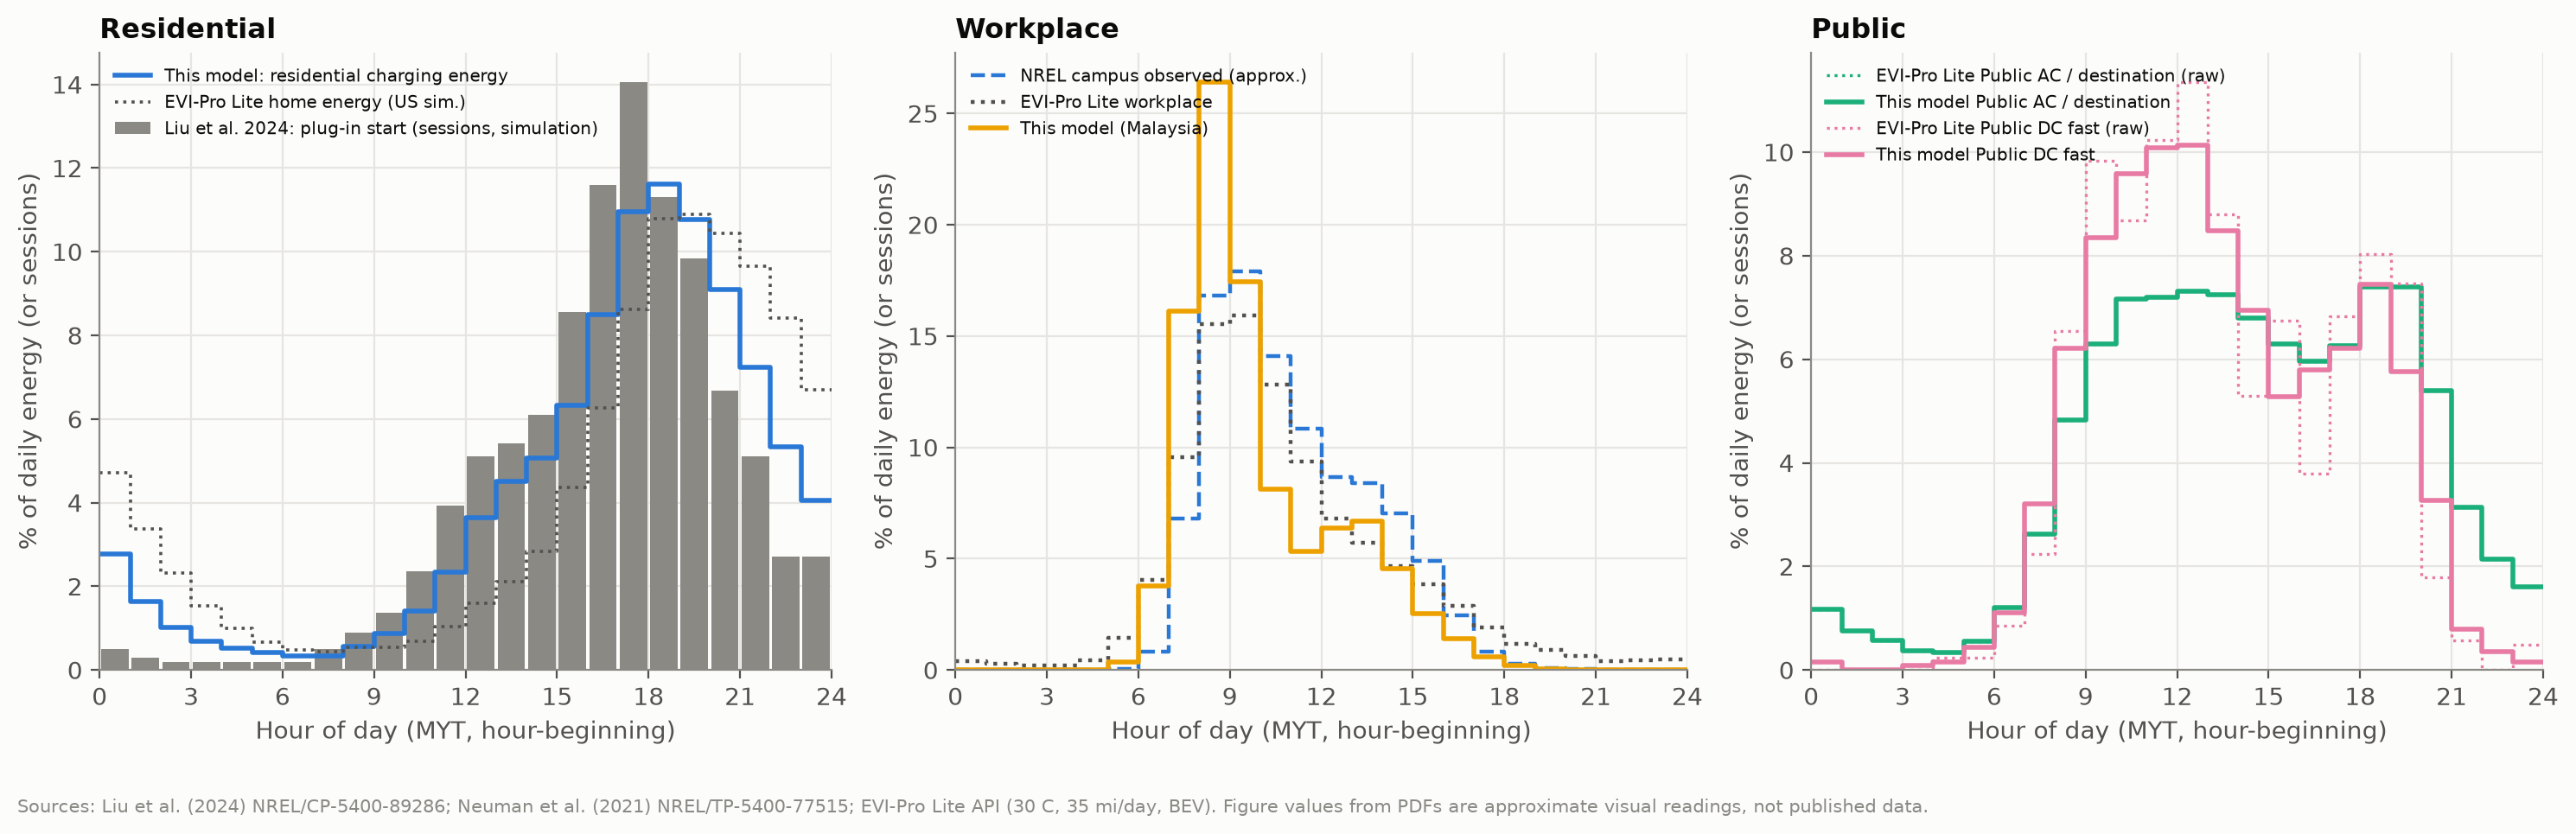 Residential
% of daily energy (or sessions)
14
12
10
8
6
4
2
0
This model: residential charging energy
EVI-Pro Lite home energy (US sim.)
Liu et al. 2024: plug-in start (sessions, simulation)
0 3 6 9 12 15 18 21 24
Hour of day (MYT, hour-beginning)
Workplace
% of daily energy (or sessions)
25
20
15
10
5
0
NREL campus observed (approx.)
EVI-Pro Lite workplace
This model (Malaysia)
0 3 6 9 12 15 18 21 24
Hour of day (MYT, hour-beginning)
Public
% of daily energy (or sessions)
10
8
6
4
2
0
EVI-Pro Lite Public AC / destination (raw)
This model Public AC / destination
EVI-Pro Lite Public DC fast (raw)
This model Public DC fast
0 3 6 9 12 15 18 21 24
Hour of day (MYT, hour-beginning)
Sources: Liu et al. (2024) NREL/CP-5400-89286; Neuman et al. (2021) NREL/TP-5400-77515; EVI-Pro Lite API (30 C, 35 mi/day, BEV). Figure values from PDFs are approximate visual readings, not published data.